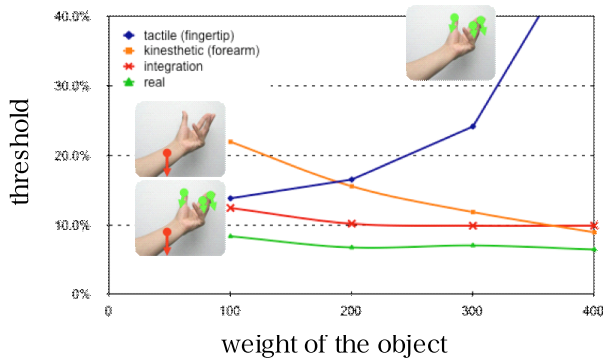 40.0%
tactile (fingertip)
kinesthetic (forearm)
integration
real
30.0%
20.0%
10.0%
0%
0 100 200 300 400
threshold
weight of the object